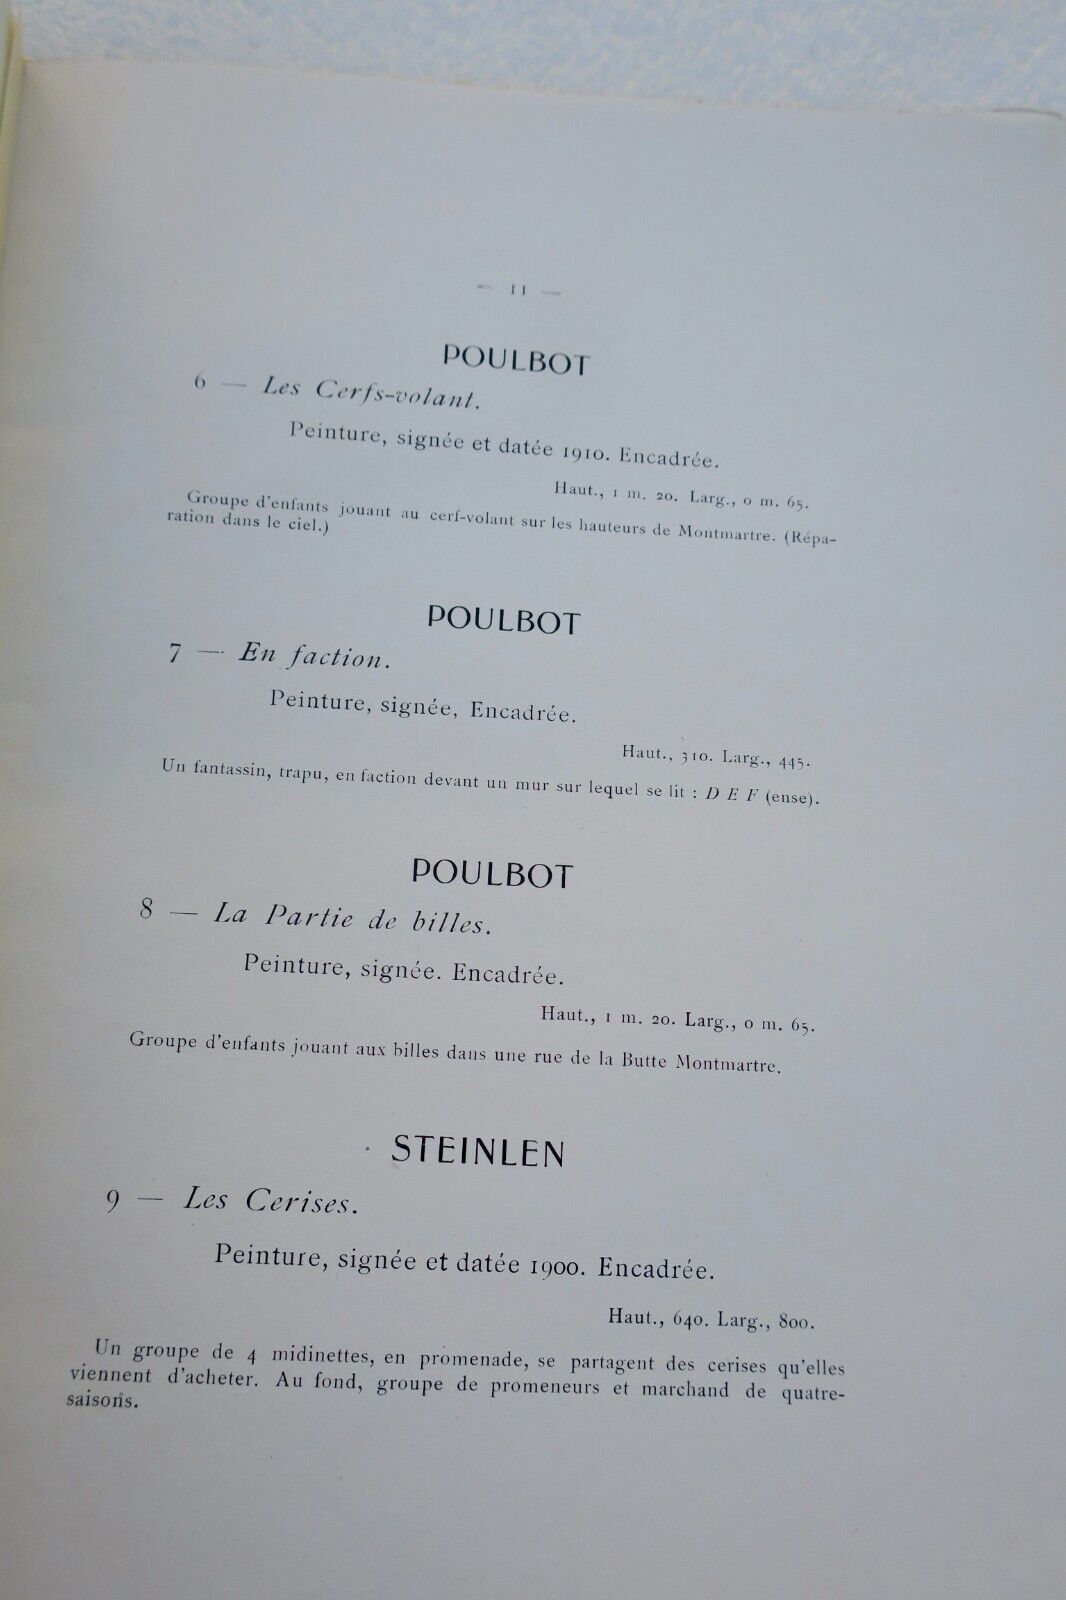 — 11 —
POULBOT
6 — Les Cerfs-volant.
Peinture, signée et datée 1910. Encadrée.
Haut., 1 m. 20. Larg., 0 m. 65.
Groupe d'enfants jouant au cerf-volant sur les hauteurs de Montmartre. (Répa-
ration dans le ciel.)
POULBOT
7 — En faction.
Peinture, signée, Encadrée.
Haut., 310. Larg., 445.
Un fantassin, trapu, en faction devant un mur sur lequel se lit : D E F (ense).
POULBOT
8 — La Partie de billes.
Peinture, signée. Encadrée.
Haut., 1 m. 20. Larg., 0 m. 65.
Groupe d'enfants jouant aux billes dans une rue de la Butte Montmartre.
STEINLEN
9 — Les Cerises.
Peinture, signée et datée 1900. Encadrée.
Haut., 640. Larg., 800.
Un groupe de 4 midinettes, en promenade, se partagent des cerises qu'elles
viennent d'acheter. Au fond, groupe de promeneurs et marchand de quatre-
saisons.